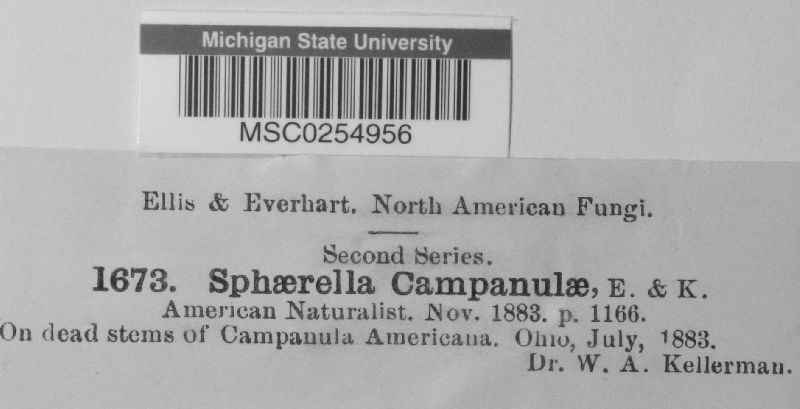 Michigan State University
MSC0254956
Ellis & Everhart. North American Fungi.
Second Series.
1673. Sphærella Campanulæ, E. & K.
American Naturalist. Nov. 1883. p. 1166.
On dead stems of Campanula Americana. Ohio, July, 1883.
Dr. W. A. Kellerman.